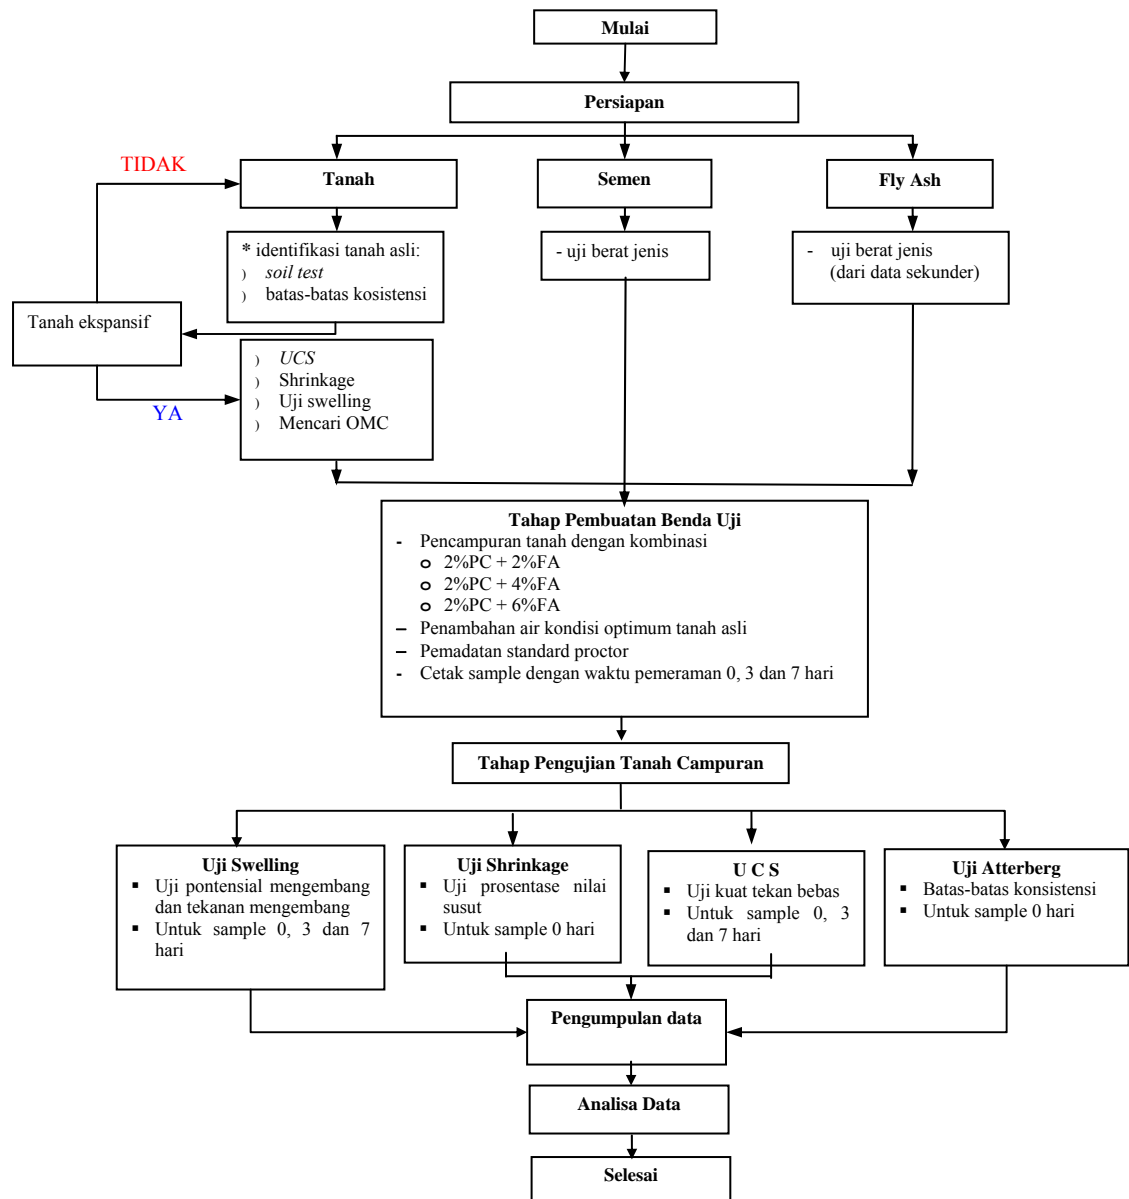 Mulai
Persiapan
TIDAK
Tanah
Semen
Fly Ash
* identifikasi tanah asli:
) soil test
) batas-batas kosistensi
- uji berat jenis
- uji berat jenis
(dari data sekunder)
Tanah ekspansif
YA
) UCS
) Shrinkage
) Uji swelling
) Mencari OMC
Tahap Pembuatan Benda Uji
- Pencampuran tanah dengan kombinasi
o 2%PC + 2%FA
o 2%PC + 4%FA
o 2%PC + 6%FA
– Penambahan air kondisi optimum tanah asli
– Pemadatan standard proctor
- Cetak sample dengan waktu pemeraman 0, 3 dan 7 hari
Tahap Pengujian Tanah Campuran
Uji Swelling
▪ Uji pontensial mengembang
dan tekanan mengembang
▪ Untuk sample 0, 3 dan 7
hari
Uji Shrinkage
▪ Uji prosentase nilai
susut
▪ Untuk sample 0 hari
U C S
▪ Uji kuat tekan bebas
▪ Untuk sample 0, 3
dan 7 hari
Uji Atterberg
▪ Batas-batas konsistensi
▪ Untuk sample 0 hari
Pengumpulan data
Analisa Data
Selesai